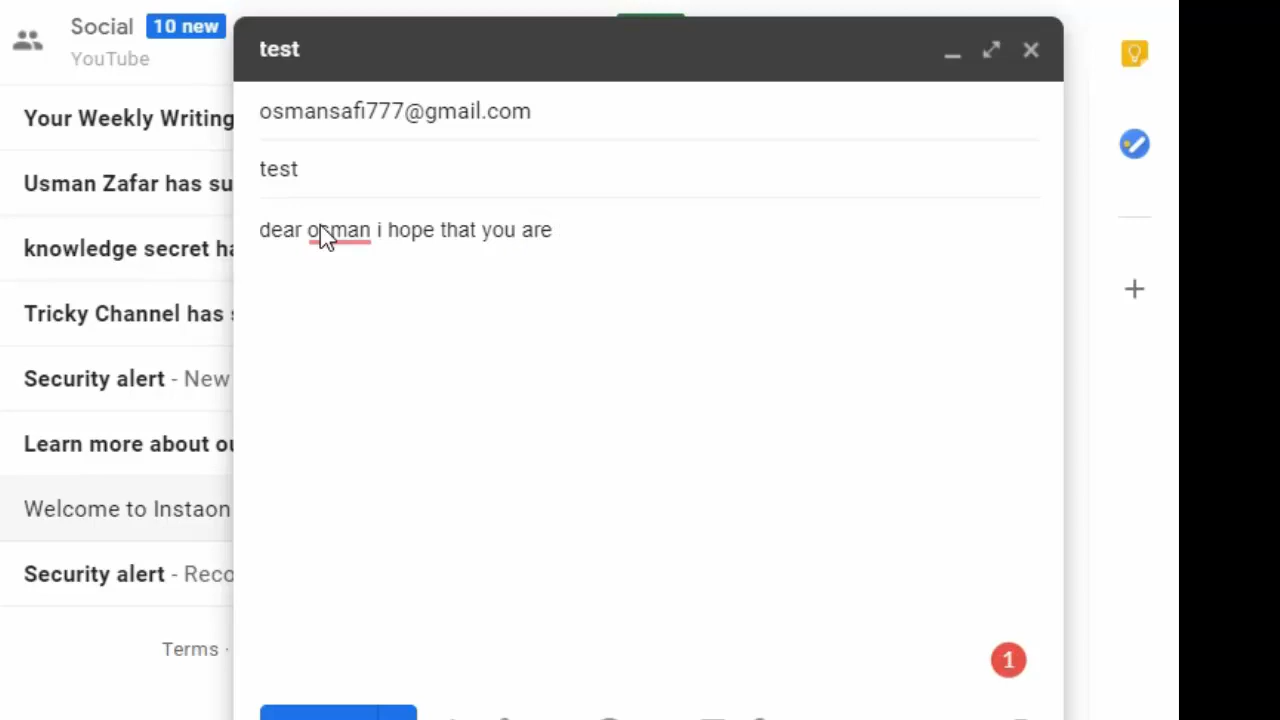 Social 10 new
YouTube
Your Weekly Writing
Usman Zafar has su
knowledge secret ha
Tricky Channel has
Security alert - New
Learn more about ou
Welcome to Instaon
Security alert - Reco
Terms ·
test
osmansafi777@gmail.com
test
dear osman i hope that you are
1